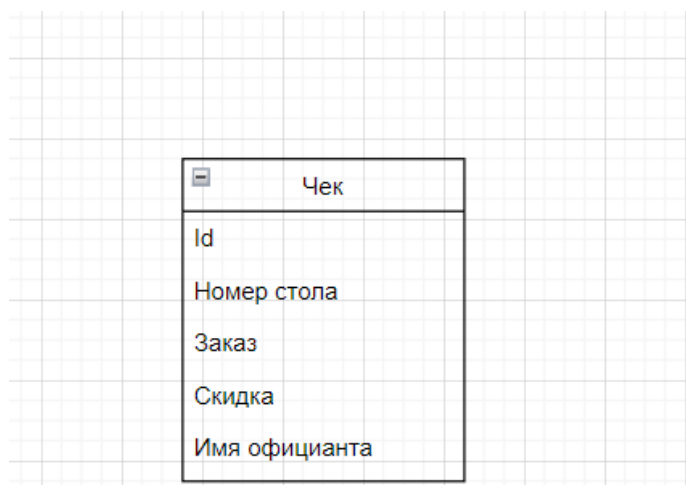 Чек
Id
Номер стола
Заказ
Скидка
Имя официанта